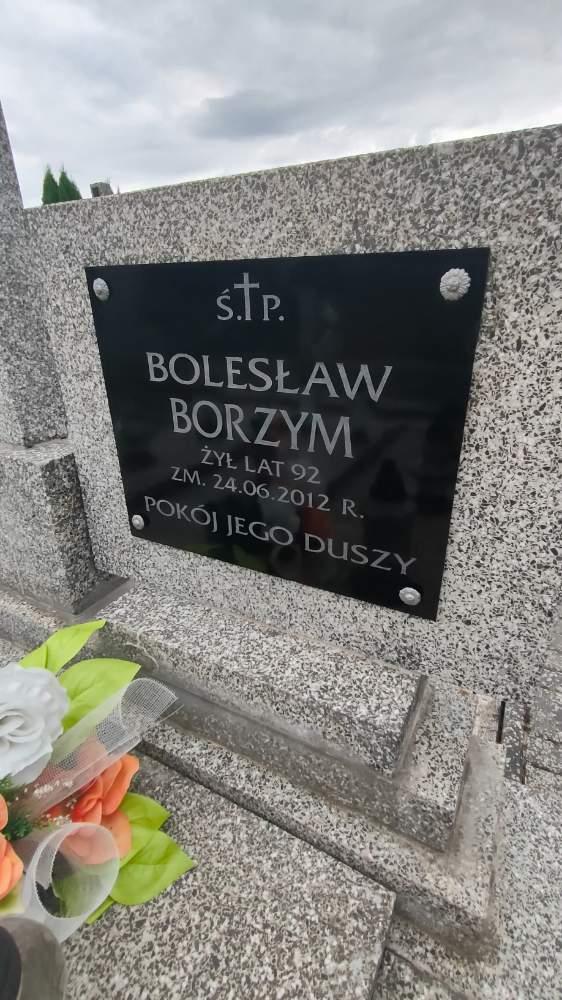 Ś.†P.
BOLESŁAW
BORZYM
ŻYŁ LAT 92
ZM. 24.06.2012 R.
POKÓJ JEGO DUSZY